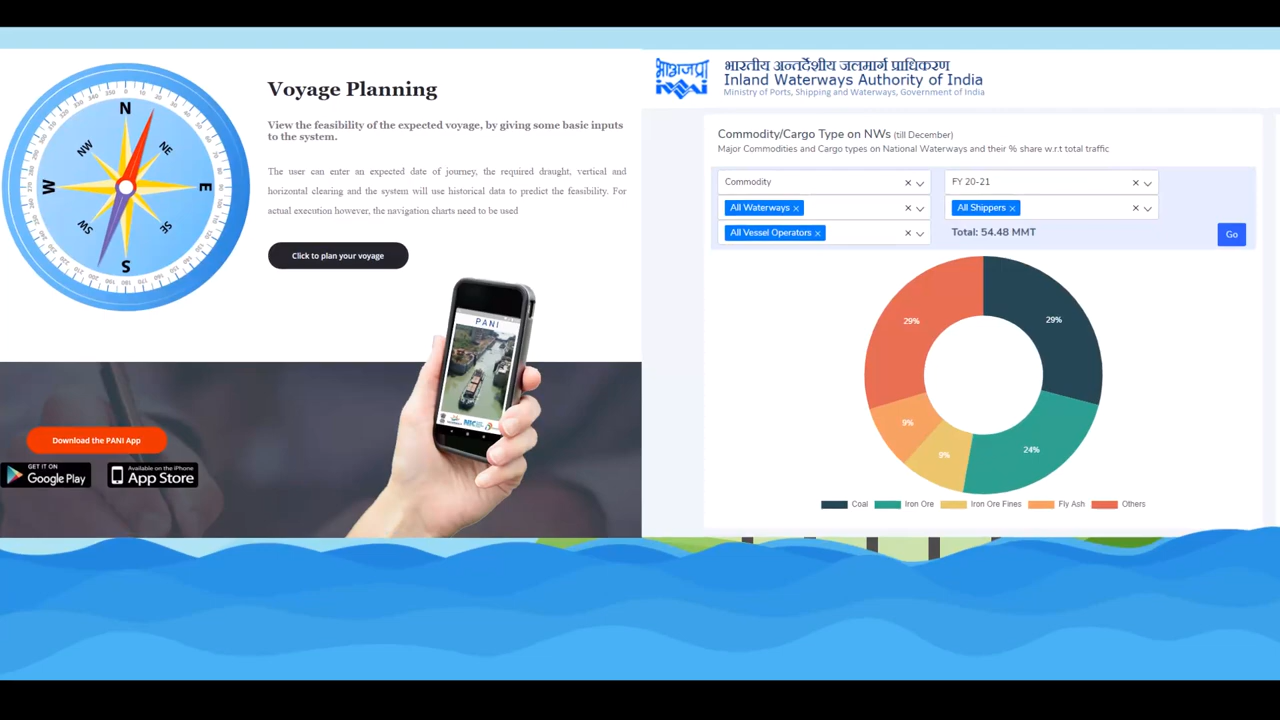 N
NE
E
SE
S
SW
W
NW
Voyage Planning
View the feasibility of the expected voyage, by giving some basic inputs
to the system.
The user can enter an expected date of journey, the required draught, vertical and
horizontal clearing and the system will use historical data to predict the feasibility. For
actual execution however, the navigation charts need to be used
Click to plan your voyage
PANI
NIC
Download the PANI App
GET IT ON
Google Play
Available on the iPhone
App Store
भारतीय अन्तर्देशीय जलमार्ग प्राधिकरण
Inland Waterways Authority of India
Ministry of Ports, Shipping and Waterways, Government of India
Commodity/Cargo Type on NWs (till December)
Major Commodities and Cargo types on National Waterways and their % share w.r.t total traffic
Commodity × FY 20-21 ×
All Waterways × × All Shippers × ×
All Vessel Operators × × Total: 54.48 MMT
Go
29% 29%
9%
9% 24%
Coal Iron Ore Iron Ore Fines Fly Ash Others